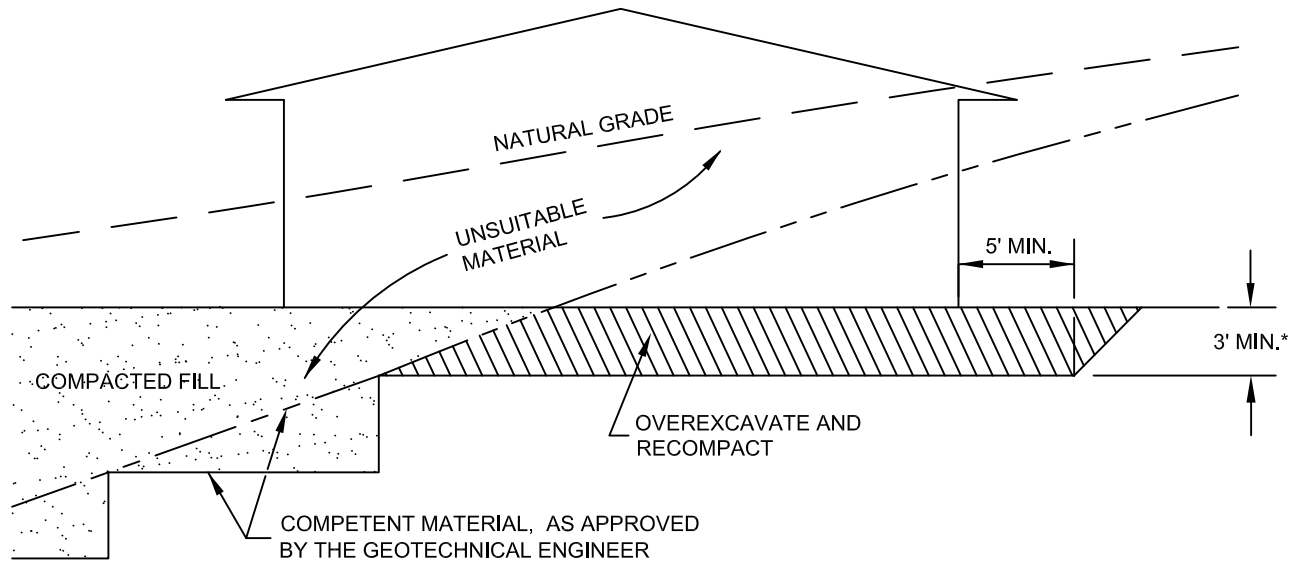 NATURAL GRADE
UNSUITABLE
MATERIAL
5' MIN.
3' MIN.*
COMPACTED FILL
OVEREXCAVATE AND
RECOMPACT
COMPETENT MATERIAL, AS APPROVED
BY THE GEOTECHNICAL ENGINEER